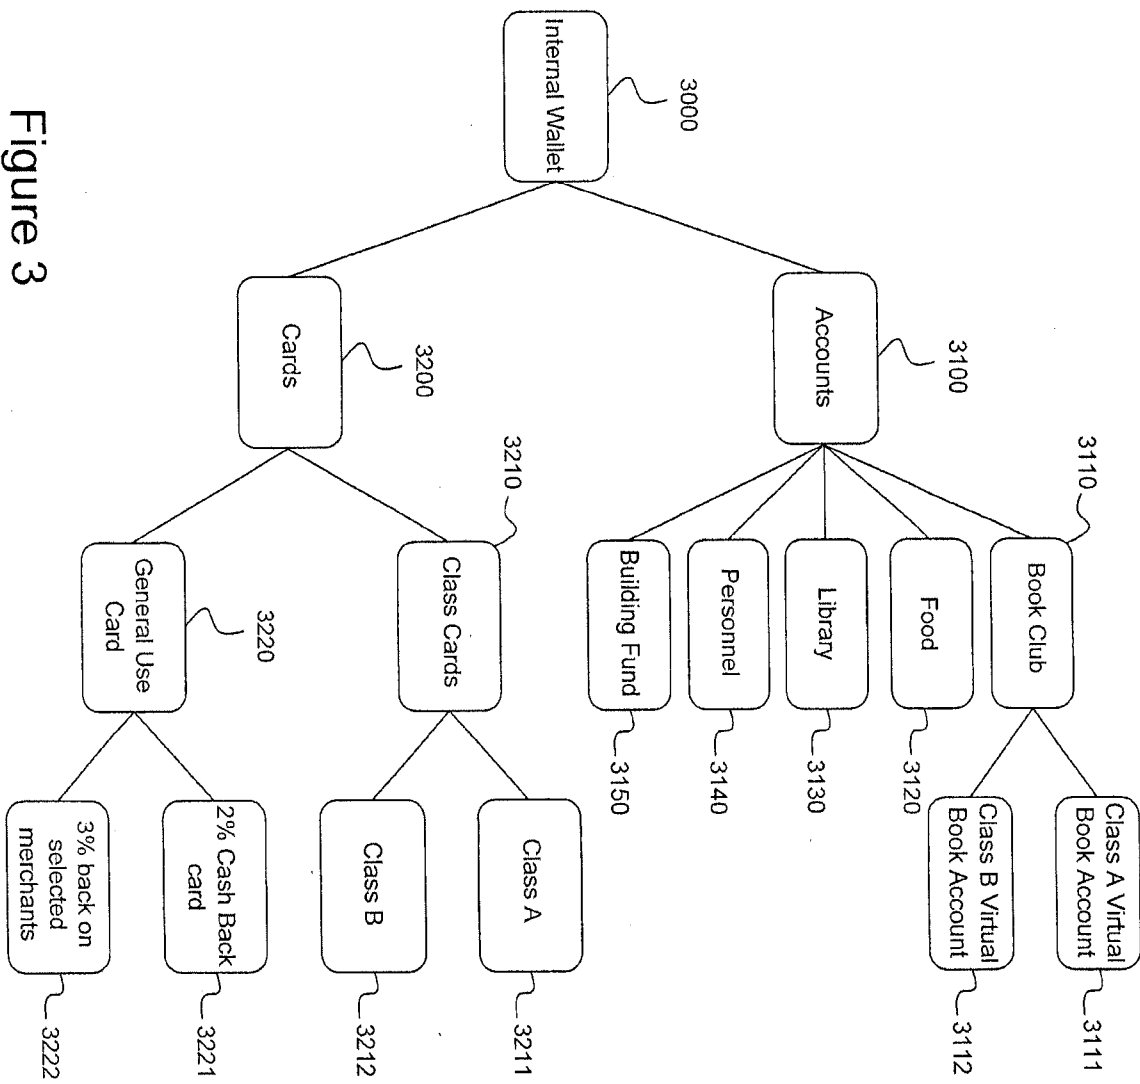 3110
Class A Virtual
Book Account
3111
Book Club
Class B Virtual
Book Account
3112
3100
Food
3120
Accounts
Library
3130
Personnel
3140
3000
Building Fund
3150
Internal Wallet
3210
Class A
3211
Class Cards
3200
Class B
3212
Cards
3220
2% Cash Back
card
3221
General Use
Card
3% back on
selected
merchants
3222
Figure 3